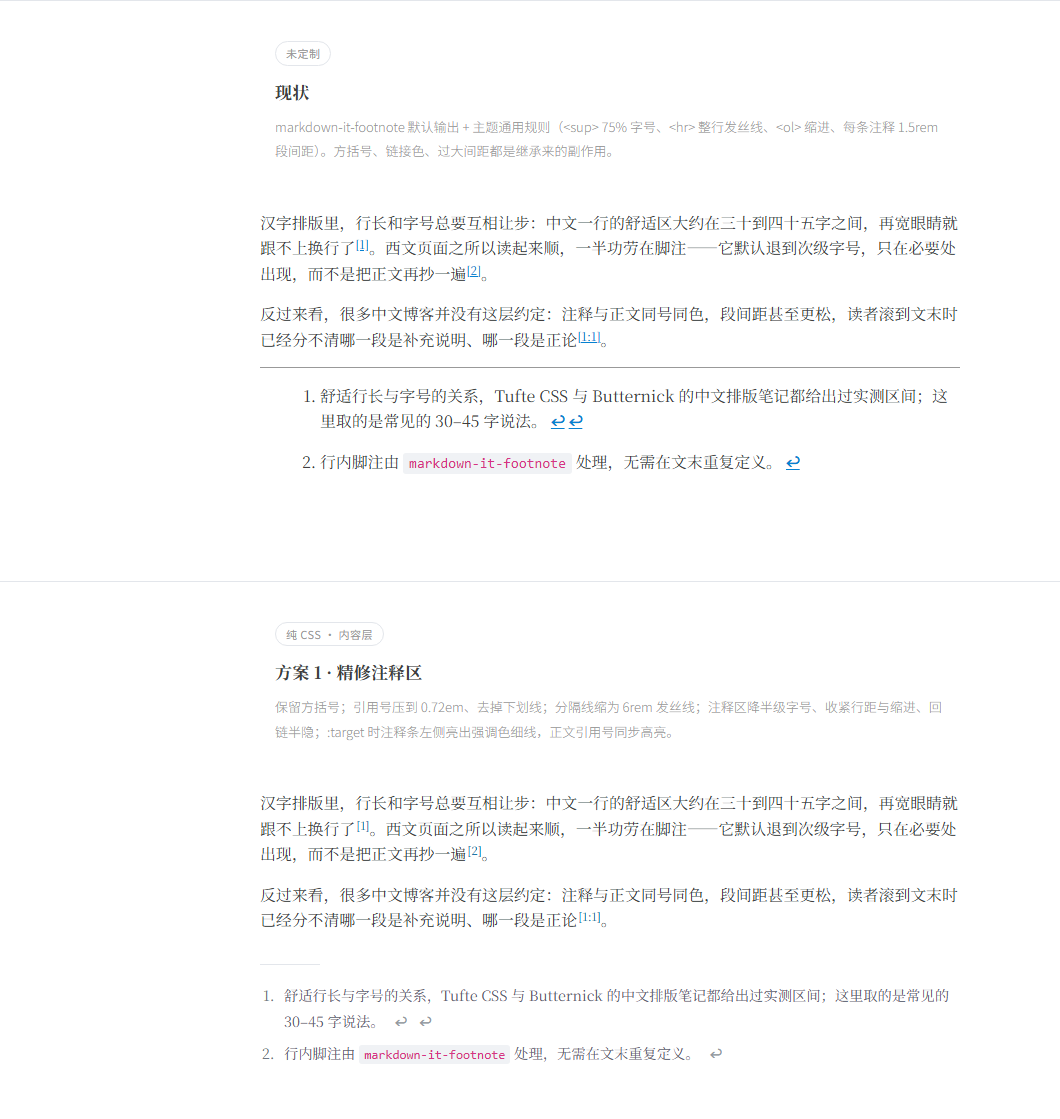 未定制
现状
markdown-it-footnote 默认输出 + 主题通用规则（<sup> 75% 字号、<hr> 整行发丝线、<ol> 缩进、每条注释 1.5rem
段间距）。方括号、链接色、过大间距都是继承来的副作用。
汉字排版里，行长和字号总要互相让步：中文一行的舒适区大约在三十到四十五字之间，再宽眼睛就
跟不上换行了[1]。西文页面之所以读起来顺，一半功劳在脚注——它默认退到次级字号，只在必要处
出现，而不是把正文再抄一遍[2]。
反过来看，很多中文博客并没有这层约定：注释与正文同号同色，段间距甚至更松，读者滚到文末时
已经分不清哪一段是补充说明、哪一段是正论[1:1]。
1. 舒适行长与字号的关系，Tufte CSS 与 Butternick 的中文排版笔记都给出过实测区间；这
里取的是常见的 30–45 字说法。 ↩ ↩
2. 行内脚注由 markdown-it-footnote 处理，无需在文末重复定义。 ↩
纯 CSS · 内容层
方案 1 · 精修注释区
保留方括号；引用号压到 0.72em、去掉下划线；分隔线缩为 6rem 发丝线；注释区降半级字号、收紧行距与缩进、回
链半隐；:target 时注释条左侧亮出强调色细线，正文引用号同步高亮。
汉字排版里，行长和字号总要互相让步：中文一行的舒适区大约在三十到四十五字之间，再宽眼睛就
跟不上换行了[1]。西文页面之所以读起来顺，一半功劳在脚注——它默认退到次级字号，只在必要处
出现，而不是把正文再抄一遍[2]。
反过来看，很多中文博客并没有这层约定：注释与正文同号同色，段间距甚至更松，读者滚到文末时
已经分不清哪一段是补充说明、哪一段是正论[1:1]。
1. 舒适行长与字号的关系，Tufte CSS 与 Butternick 的中文排版笔记都给出过实测区间；这里取的是常见的
30–45 字说法。 ↩ ↩
2. 行内脚注由 markdown-it-footnote 处理，无需在文末重复定义。 ↩